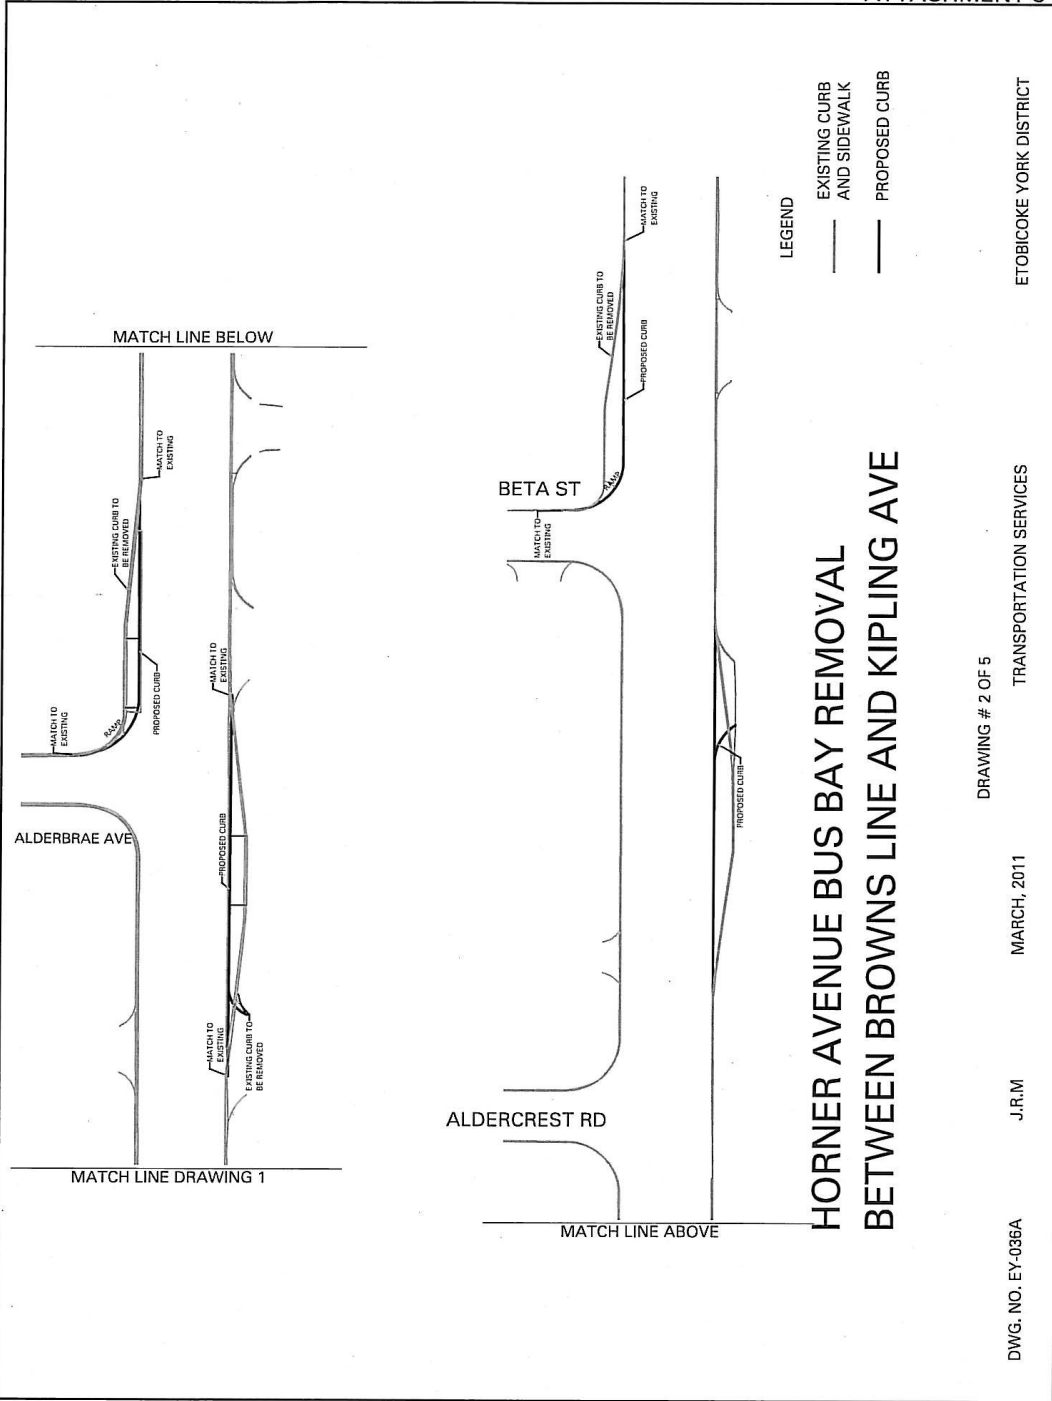 MATCH LINE BELOW
MATCH TO
EXISTING
EXISTING CURB TO
BE REMOVED
MATCH TO
EXISTING
RAMP
PROPOSED CURB
MATCH TO
EXISTING
ALDERBRAE AVE
PROPOSED CURB
MATCH TO
EXISTING
EXISTING CURB TO
BE REMOVED
MATCH LINE DRAWING 1
MATCH TO
EXISTING
EXISTING CURB TO
BE REMOVED
PROPOSED CURB
RAMP
BETA ST
MATCH TO
EXISTING
PROPOSED CURB
ALDERCREST RD
MATCH LINE ABOVE
LEGEND
EXISTING CURB
AND SIDEWALK
PROPOSED CURB
HORNER AVENUE BUS BAY REMOVAL
BETWEEN BROWNS LINE AND KIPLING AVE
DRAWING # 2 OF 5
DWG. NO. EY-036A
J.R.M
MARCH, 2011
TRANSPORTATION SERVICES
ETOBICOKE YORK DISTRICT